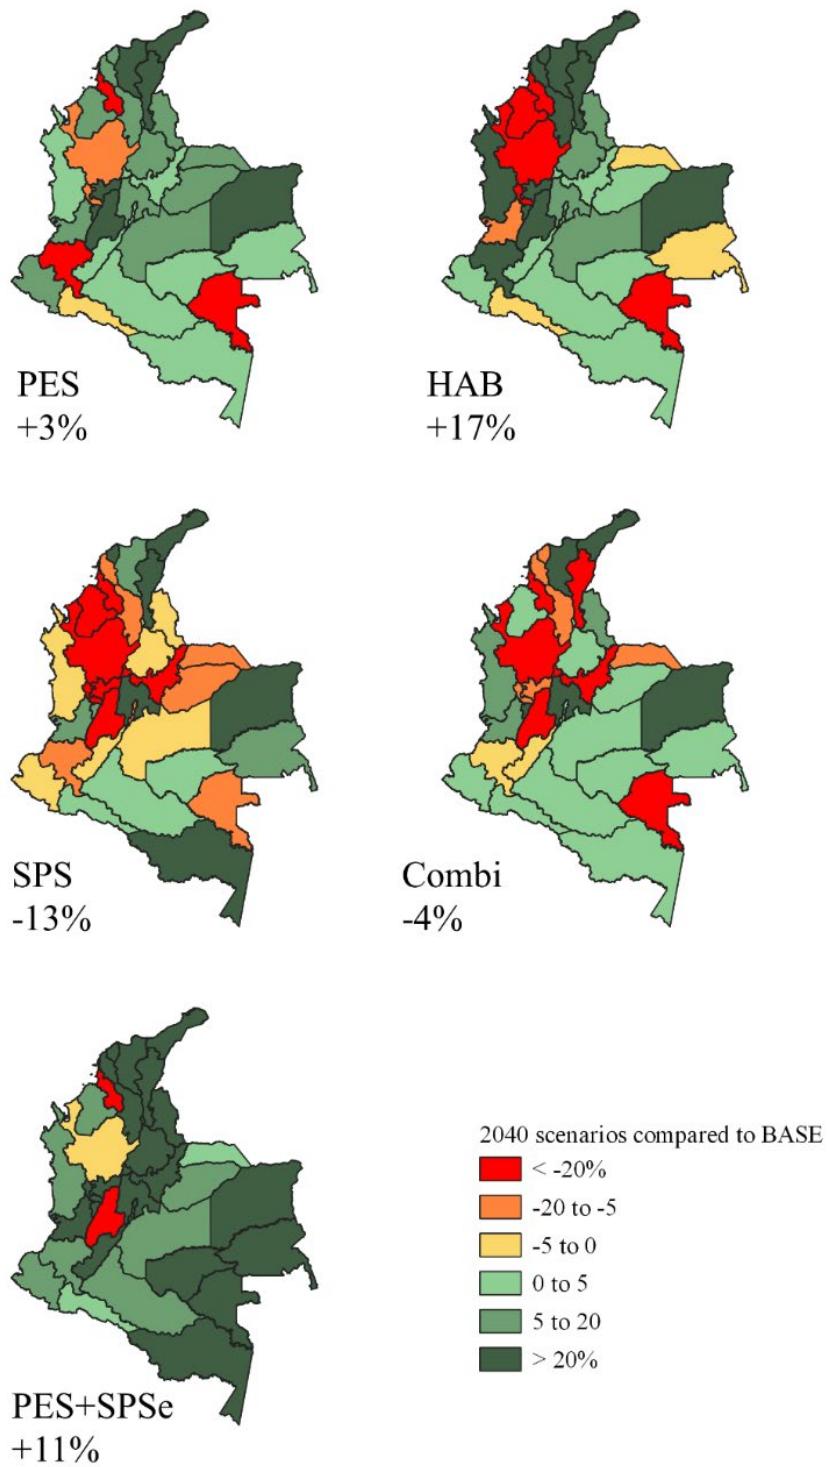 PES
+3%
HAB
+17%
SPS
-13%
Combi
-4%
PES+SPSe
+11%
2040 scenarios compared to BASE
< -20%
-20 to -5
-5 to 0
0 to 5
5 to 20
> 20%